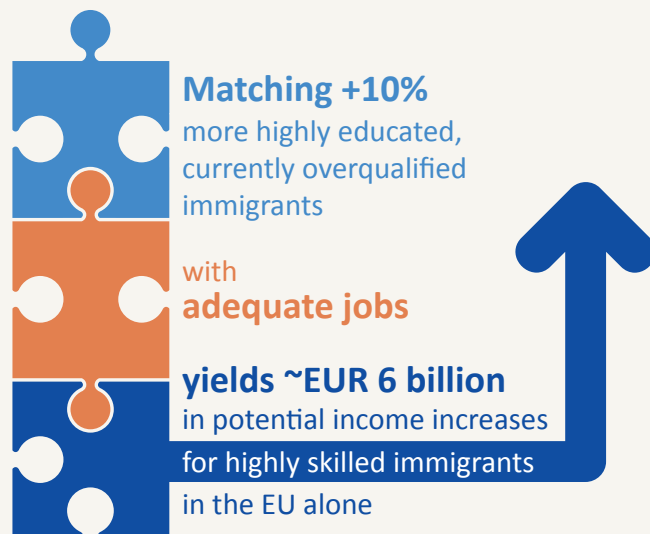 Matching +10%
more highly educated,
currently overqualified
immigrants
with
adequate jobs
yields ~EUR 6 billion
in potential income increases
for highly skilled immigrants
in the EU alone